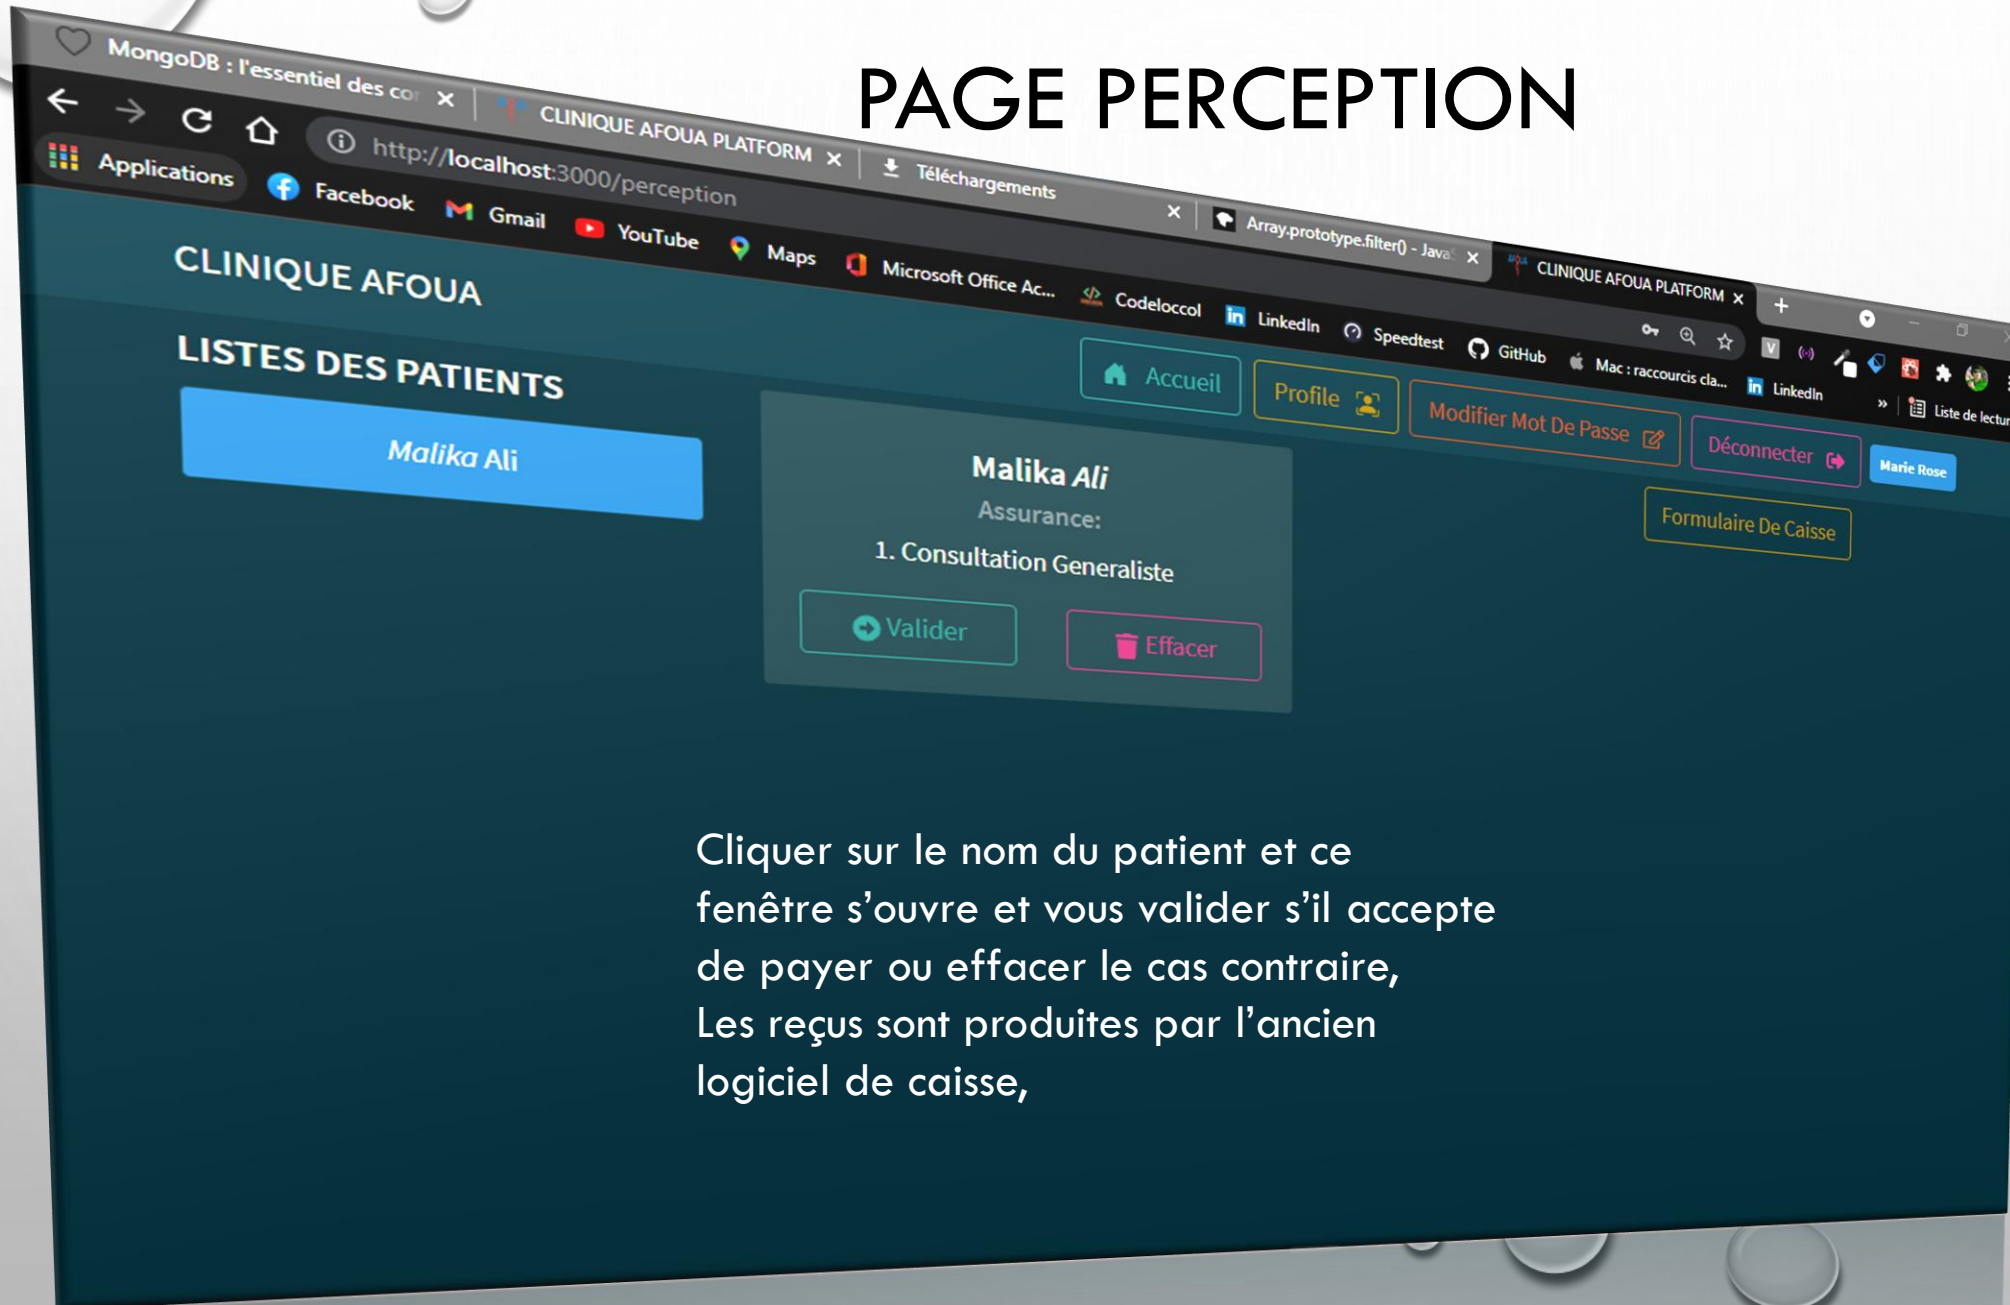 PAGE PERCEPTION
MongoDB : l'essentiel des co
CLINIQUE AFOUA PLATFORM
Téléchargements
Array.prototype.filter() - Java
CLINIQUE AFOUA PLATFORM
http://localhost:3000/perception
Applications
Facebook
Gmail
YouTube
Maps
Microsoft Office Ac...
Codeloccol
LinkedIn
Speedtest
GitHub
Mac : raccourcis cla...
LinkedIn
»
Liste de lectur
CLINIQUE AFOUA
Accueil
Profile
Modifier Mot De Passe
Déconnecter
Marie Rose
LISTES DES PATIENTS
Malika Ali
Malika Ali
Assurance:
1. Consultation Generaliste
Valider
Effacer
Formulaire De Caisse
Cliquer sur le nom du patient et ce
fenêtre s’ouvre et vous valider s’il accepte
de payer ou effacer le cas contraire,
Les reçus sont produites par l’ancien
logiciel de caisse,